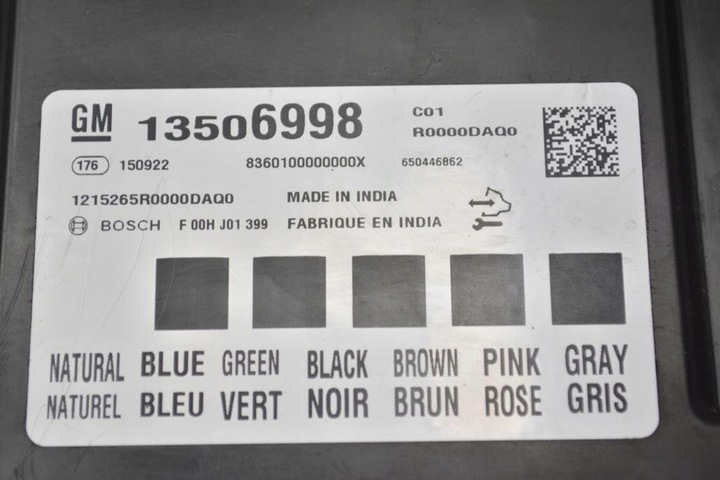 GM 13506998 C01
R0000DAQ0
176 150922 8360100000000X 650446862
1215265R0000DAQ0 MADE IN INDIA
BOSCH F 00H J01 399 FABRIQUE EN INDIA
NATURAL BLUE GREEN BLACK BROWN PINK GRAY
NATUREL BLEU VERT NOIR BRUN ROSE GRIS